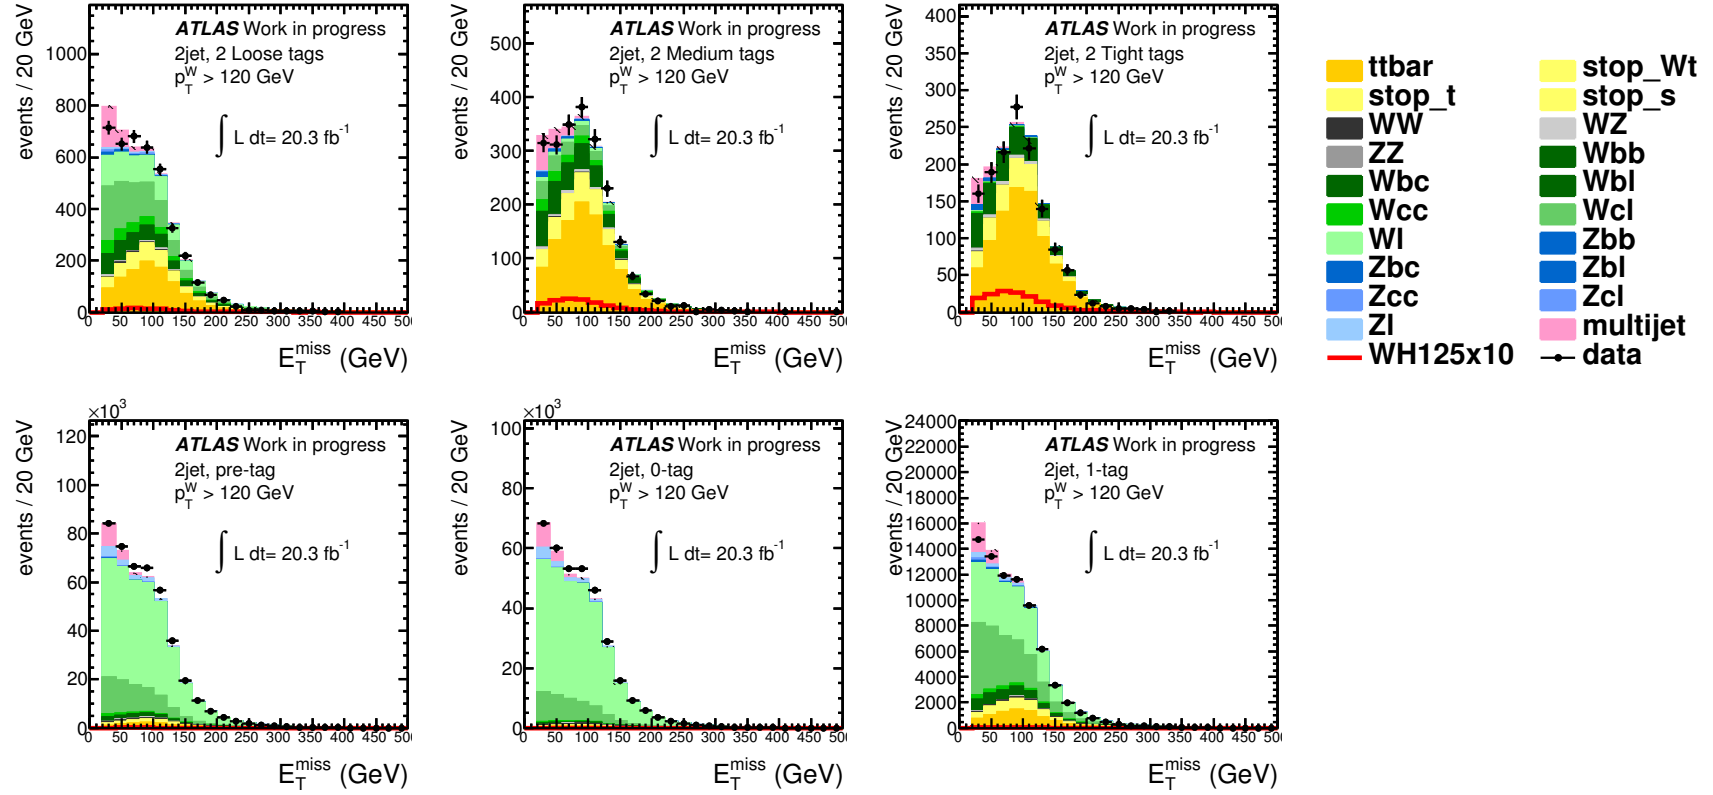 events / 20 GeV
1000
800
600
400
200
0
ATLAS Work in progress
2jet, 2 Loose tags
p_T^W > 120 GeV
∫ L dt= 20.3 fb^-1
0 50 100 150 200 250 300 350 400 450 50
E_T^miss (GeV)
events / 20 GeV
500
400
300
200
100
0
ATLAS Work in progress
2jet, 2 Medium tags
p_T^W > 120 GeV
∫ L dt= 20.3 fb^-1
0 50 100 150 200 250 300 350 400 450 50
E_T^miss (GeV)
events / 20 GeV
400
350
300
250
200
150
100
50
0
ATLAS Work in progress
2jet, 2 Tight tags
p_T^W > 120 GeV
∫ L dt= 20.3 fb^-1
0 50 100 150 200 250 300 350 400 450 50
E_T^miss (GeV)
ttbar stop_Wt
stop_t stop_s
WW WZ
ZZ Wbb
Wbc Wbl
Wcc Wcl
Wl Zbb
Zbc Zbl
Zcc Zcl
Zl multijet
WH125x10 data
×10^3
events / 20 GeV
120
100
80
60
40
20
0
ATLAS Work in progress
2jet, pre-tag
p_T^W > 120 GeV
∫ L dt= 20.3 fb^-1
0 50 100 150 200 250 300 350 400 450 50
E_T^miss (GeV)
×10^3
events / 20 GeV
100
80
60
40
20
0
ATLAS Work in progress
2jet, 0-tag
p_T^W > 120 GeV
∫ L dt= 20.3 fb^-1
0 50 100 150 200 250 300 350 400 450 50
E_T^miss (GeV)
events / 20 GeV
24000
22000
20000
18000
16000
14000
12000
10000
8000
6000
4000
2000
0
ATLAS Work in progress
2jet, 1-tag
p_T^W > 120 GeV
∫ L dt= 20.3 fb^-1
0 50 100 150 200 250 300 350 400 450 50
E_T^miss (GeV)